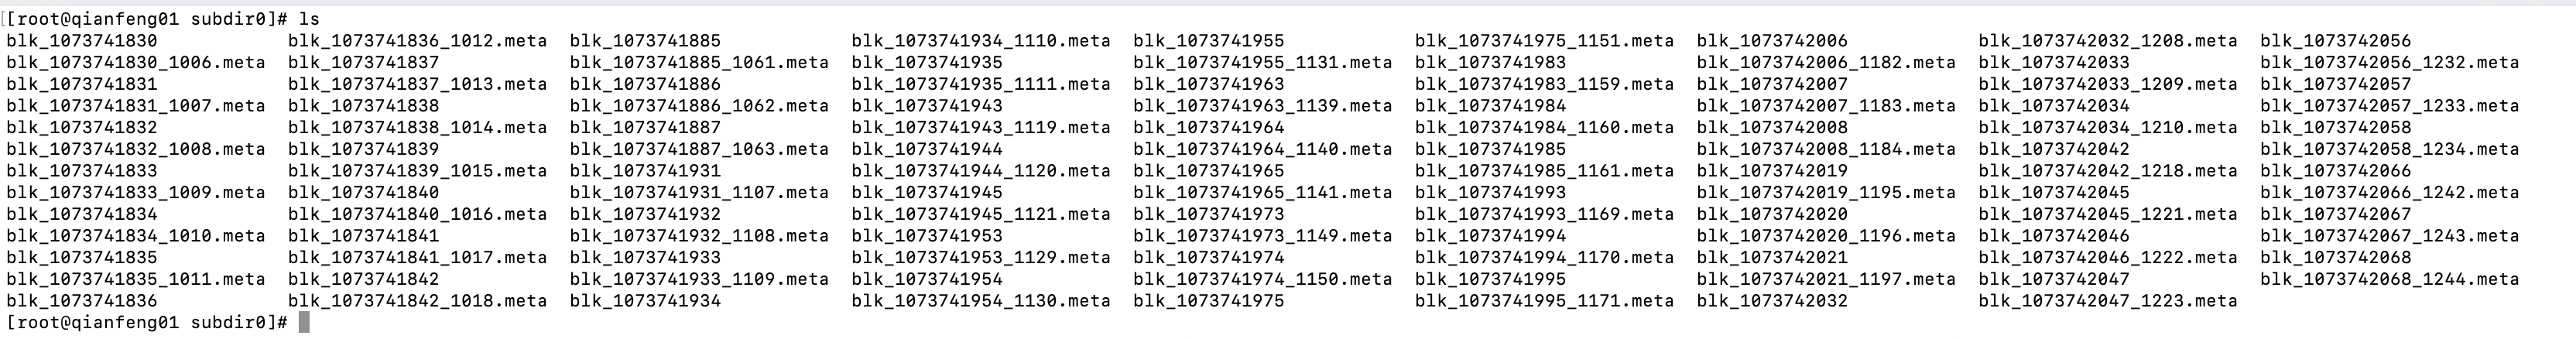 [root@qianfeng01 subdir0]# ls
blk_1073741830 blk_1073741836_1012.meta blk_1073741885 blk_1073741934_1110.meta blk_1073741955 blk_1073741975_1151.meta blk_1073742006 blk_1073742032_1208.meta blk_1073742056
blk_1073741830_1006.meta blk_1073741837 blk_1073741885_1061.meta blk_1073741935 blk_1073741955_1131.meta blk_1073741983 blk_1073742006_1182.meta blk_1073742033 blk_1073742056_1232.meta
blk_1073741831 blk_1073741837_1013.meta blk_1073741886 blk_1073741935_1111.meta blk_1073741963 blk_1073741983_1159.meta blk_1073742007 blk_1073742033_1209.meta blk_1073742057
blk_1073741831_1007.meta blk_1073741838 blk_1073741886_1062.meta blk_1073741943 blk_1073741963_1139.meta blk_1073741984 blk_1073742007_1183.meta blk_1073742034 blk_1073742057_1233.meta
blk_1073741832 blk_1073741838_1014.meta blk_1073741887 blk_1073741943_1119.meta blk_1073741964 blk_1073741984_1160.meta blk_1073742008 blk_1073742034_1210.meta blk_1073742058
blk_1073741832_1008.meta blk_1073741839 blk_1073741887_1063.meta blk_1073741944 blk_1073741964_1140.meta blk_1073741985 blk_1073742008_1184.meta blk_1073742042 blk_1073742058_1234.meta
blk_1073741833 blk_1073741839_1015.meta blk_1073741931 blk_1073741944_1120.meta blk_1073741965 blk_1073741985_1161.meta blk_1073742019 blk_1073742042_1218.meta blk_1073742066
blk_1073741833_1009.meta blk_1073741840 blk_1073741931_1107.meta blk_1073741945 blk_1073741965_1141.meta blk_1073741993 blk_1073742019_1195.meta blk_1073742045 blk_1073742066_1242.meta
blk_1073741834 blk_1073741840_1016.meta blk_1073741932 blk_1073741945_1121.meta blk_1073741973 blk_1073741993_1169.meta blk_1073742020 blk_1073742045_1221.meta blk_1073742067
blk_1073741834_1010.meta blk_1073741841 blk_1073741932_1108.meta blk_1073741953 blk_1073741973_1149.meta blk_1073741994 blk_1073742020_1196.meta blk_1073742046 blk_1073742067_1243.meta
blk_1073741835 blk_1073741841_1017.meta blk_1073741933 blk_1073741953_1129.meta blk_1073741974 blk_1073741994_1170.meta blk_1073742021 blk_1073742046_1222.meta blk_1073742068
blk_1073741835_1011.meta blk_1073741842 blk_1073741933_1109.meta blk_1073741954 blk_1073741974_1150.meta blk_1073741995 blk_1073742021_1197.meta blk_1073742047 blk_1073742068_1244.meta
blk_1073741836 blk_1073741842_1018.meta blk_1073741934 blk_1073741954_1130.meta blk_1073741975 blk_1073741995_1171.meta blk_1073742032 blk_1073742047_1223.meta
[root@qianfeng01 subdir0]#